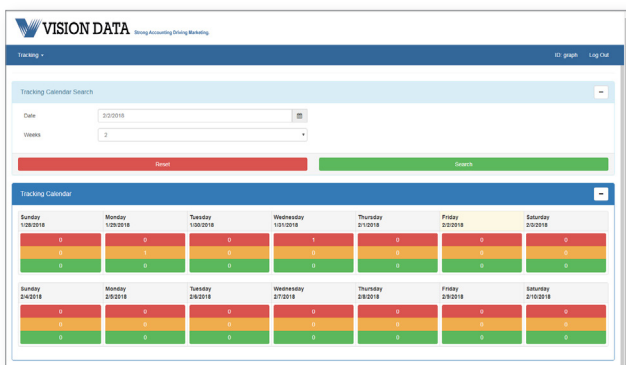 VISION DATA Strong Accounting Driving Marketing.
Tracking ID: graph Log Out
Tracking Calendar Search −
Date 2/2/2018
Weeks 2
Reset Search
Tracking Calendar −
Sunday Monday Tuesday Wednesday Thursday Friday Saturday
1/28/2018 1/29/2018 1/30/2018 1/31/2018 2/1/2018 2/2/2018 2/3/2018
0 0 0 1 0 0 0
0 1 0 0 0 0 0
0 0 0 0 0 0 0
Sunday Monday Tuesday Wednesday Thursday Friday Saturday
2/4/2018 2/5/2018 2/6/2018 2/7/2018 2/8/2018 2/9/2018 2/10/2018
0 0 0 0 0 0 0
0 0 0 0 0 0 0
0 0 0 0 0 0 0